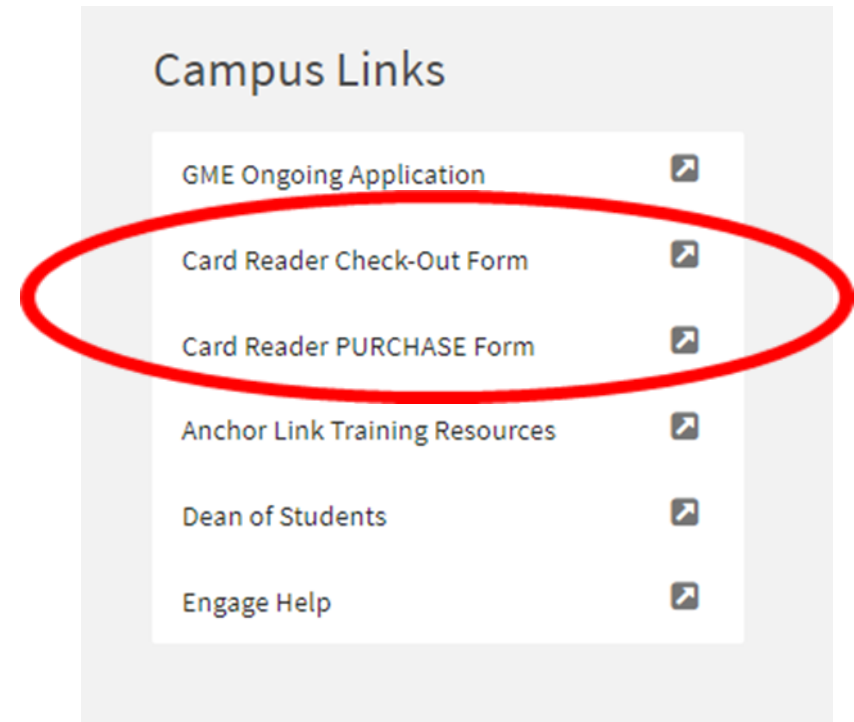 Campus Links
GME Ongoing Application
Card Reader Check-Out Form
Card Reader PURCHASE Form
Anchor Link Training Resources
Dean of Students
Engage Help